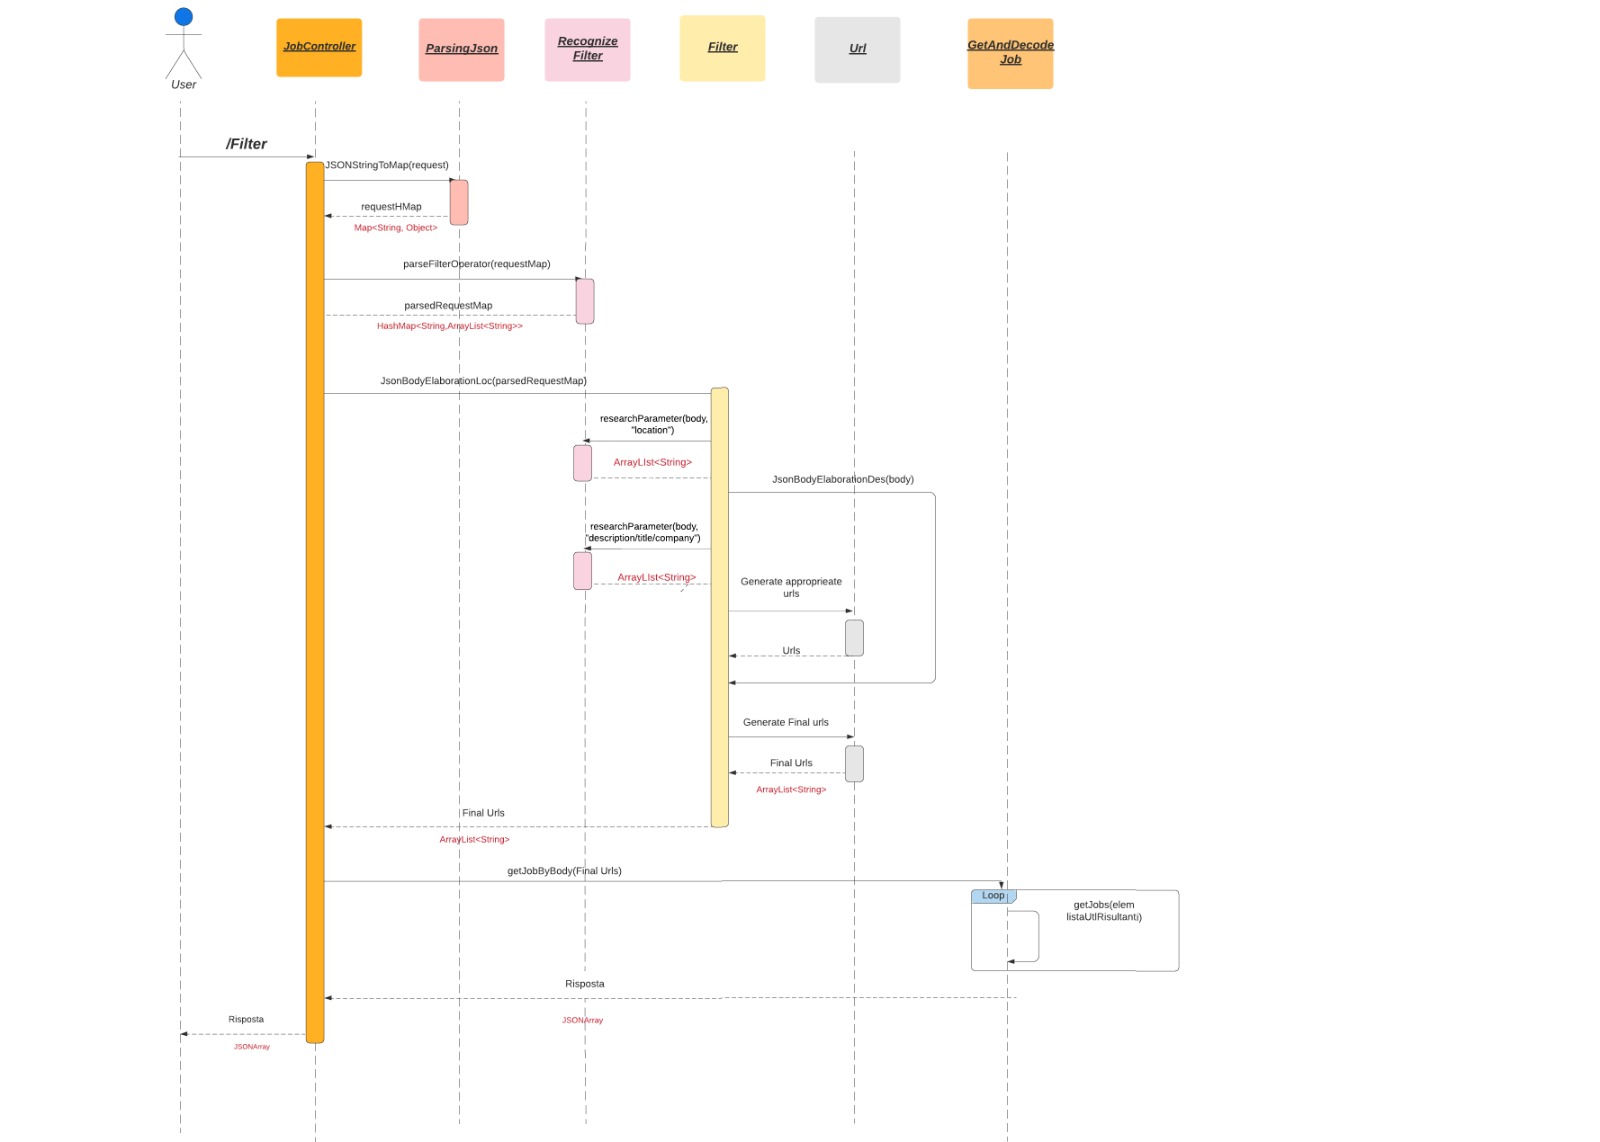 User
JobController
ParsingJson
Recognize
Filter
Filter
Url
GetAndDecode
Job
/Filter
JSONStringToMap(request)
requestHMap
Map<String, Object>
parseFilterOperator(requestMap)
parsedRequestMap
HashMap<String,ArrayList<String>>
JsonBodyElaborationLoc(parsedRequestMap)
researchParameter(body,
"location")
ArrayLIst<String>
JsonBodyElaborationDes(body)
researchParameter(body,
"description/title/company")
ArrayLIst<String>
Generate approprieate
urls
Urls
Generate Final urls
Final Urls
ArrayList<String>
Final Urls
ArrayList<String>
getJobByBody(Final Urls)
Loop
getJobs(elem
listaUtlRisultanti)
Risposta
JSONArray
Risposta
JSONArray